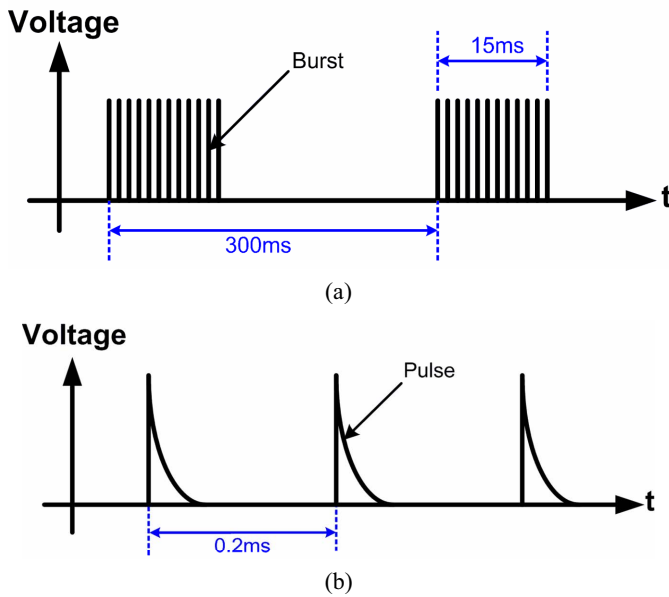 Voltage
15ms
Burst
t
300ms
(a)
Voltage
Pulse
t
0.2ms
(b)